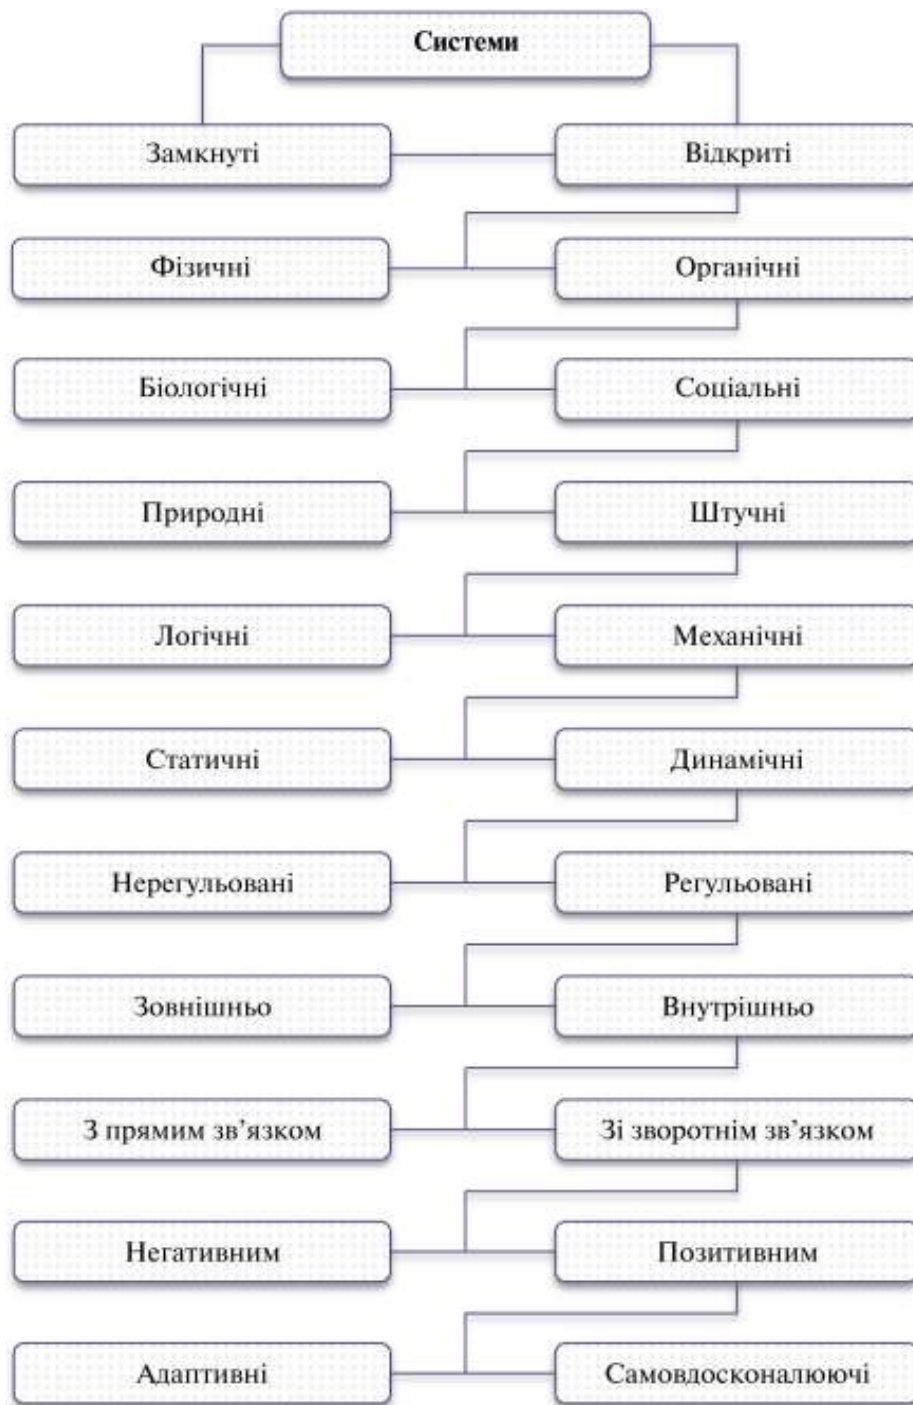 Системи
Замкнуті
Відкриті
Фізичні
Органічні
Біологічні
Соціальні
Природні
Штучні
Логічні
Механічні
Статичні
Динамічні
Нерегульовані
Регульовані
Зовнішньо
Внутрішньо
З прямим зв’язком
Зі зворотнім зв’язком
Негативним
Позитивним
Адаптивні
Самовдосконалюючі